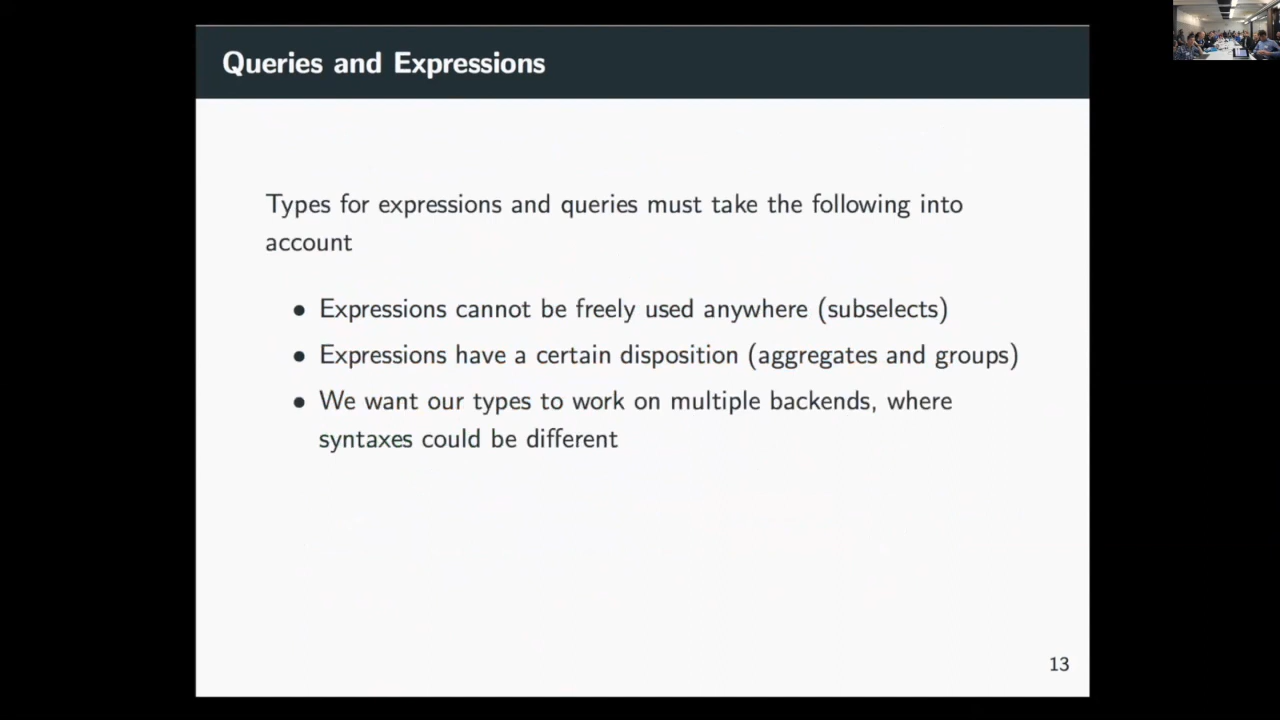 Queries and Expressions
Types for expressions and queries must take the following into
account
• Expressions cannot be freely used anywhere (subselects)
• Expressions have a certain disposition (aggregates and groups)
• We want our types to work on multiple backends, where
syntaxes could be different
13